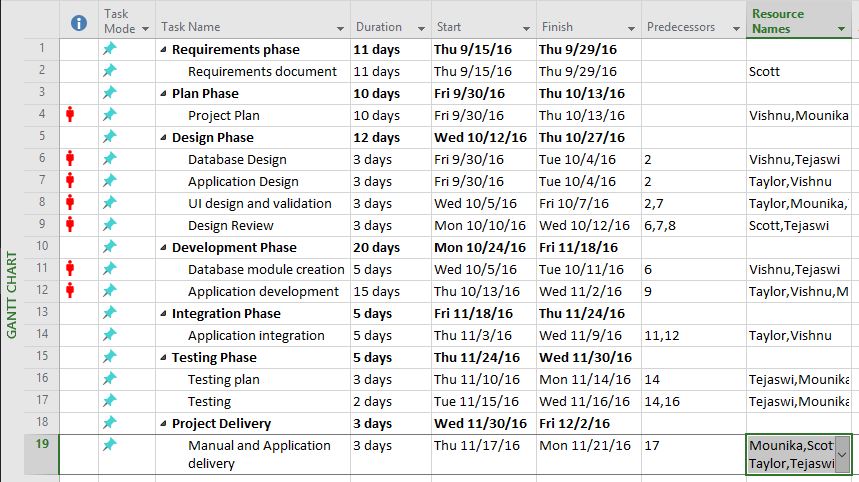 Task Mode Task Name Duration Start Finish Predecessors Resource Names
GANTT CHART
1 Requirements phase 11 days Thu 9/15/16 Thu 9/29/16
2 Requirements document 11 days Thu 9/15/16 Thu 9/29/16 Scott
3 Plan Phase 10 days Fri 9/30/16 Thu 10/13/16
4 Project Plan 10 days Fri 9/30/16 Thu 10/13/16 Vishnu,Mounika
5 Design Phase 12 days Wed 10/12/16 Thu 10/27/16
6 Database Design 3 days Fri 9/30/16 Tue 10/4/16 2 Vishnu,Tejaswi
7 Application Design 3 days Fri 9/30/16 Tue 10/4/16 2 Taylor,Vishnu
8 UI design and validation 3 days Wed 10/5/16 Fri 10/7/16 2,7 Taylor,Mounika,
9 Design Review 3 days Mon 10/10/16 Wed 10/12/16 6,7,8 Scott,Tejaswi
10 Development Phase 20 days Mon 10/24/16 Fri 11/18/16
11 Database module creation 5 days Wed 10/5/16 Tue 10/11/16 6 Vishnu,Tejaswi
12 Application development 15 days Thu 10/13/16 Wed 11/2/16 9 Taylor,Vishnu,M
13 Integration Phase 5 days Fri 11/18/16 Thu 11/24/16
14 Application integration 5 days Thu 11/3/16 Wed 11/9/16 11,12 Taylor,Vishnu
15 Testing Phase 5 days Thu 11/24/16 Wed 11/30/16
16 Testing plan 3 days Thu 11/10/16 Mon 11/14/16 14 Tejaswi,Mounika
17 Testing 2 days Tue 11/15/16 Wed 11/16/16 14,16 Tejaswi,Mounika
18 Project Delivery 3 days Wed 11/30/16 Fri 12/2/16
19 Manual and Application 3 days Thu 11/17/16 Mon 11/21/16 17 Mounika,Scot
delivery Taylor,Tejaswi